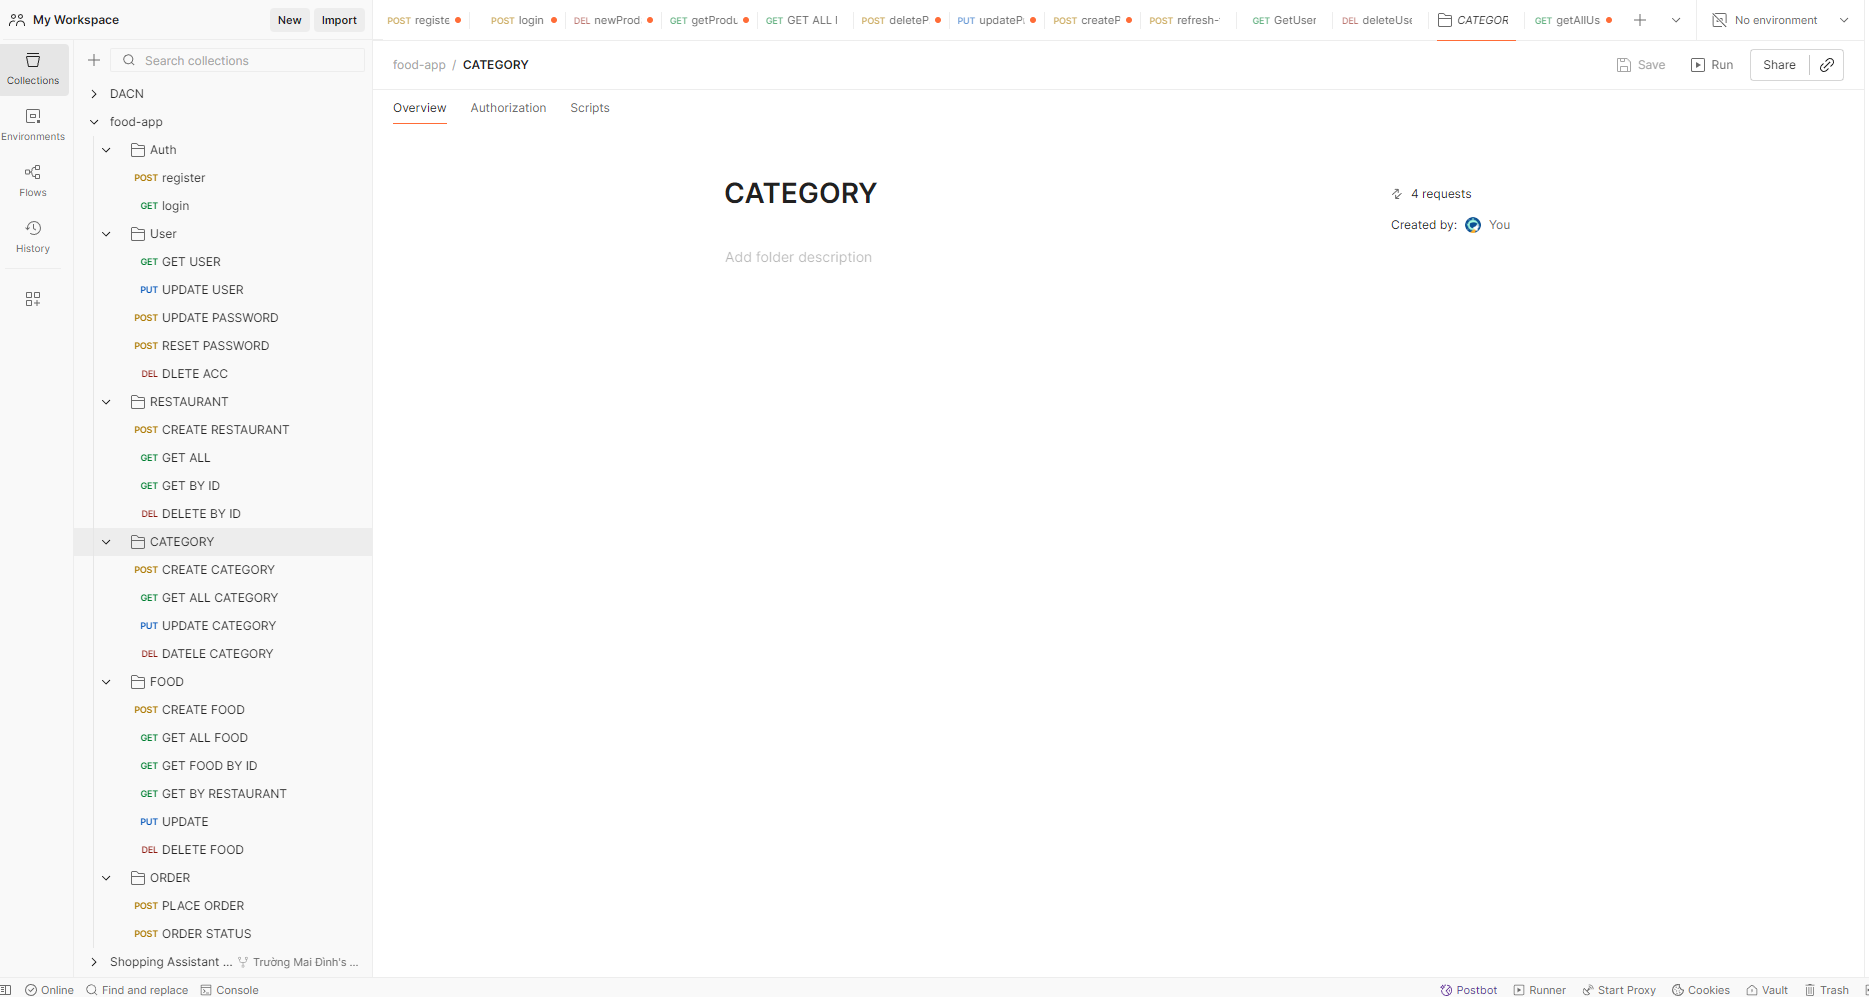 My Workspace New Import
POST registe POST login DEL newProd GET getProdu GET GET ALL POST deleteP PUT updateP POST createP POST refresh- GET GetUser DEL deleteUse CATEGOR GET getAllUs No environment
Collections
Environments
Flows
History
Search collections
DACN
food-app
Auth
POST register
GET login
User
GET GET USER
PUT UPDATE USER
POST UPDATE PASSWORD
POST RESET PASSWORD
DEL DLETE ACC
RESTAURANT
POST CREATE RESTAURANT
GET GET ALL
GET GET BY ID
DEL DELETE BY ID
CATEGORY
POST CREATE CATEGORY
GET GET ALL CATEGORY
PUT UPDATE CATEGORY
DEL DATELE CATEGORY
FOOD
POST CREATE FOOD
GET GET ALL FOOD
GET GET FOOD BY ID
GET GET BY RESTAURANT
PUT UPDATE
DEL DELETE FOOD
ORDER
POST PLACE ORDER
POST ORDER STATUS
Shopping Assistant ... Trường Mai Đình's ...
food-app / CATEGORY
Save Run Share
Overview Authorization Scripts
CATEGORY
Add folder description
4 requests
Created by: You
Online Find and replace Console
Postbot Runner Start Proxy Cookies Vault Trash